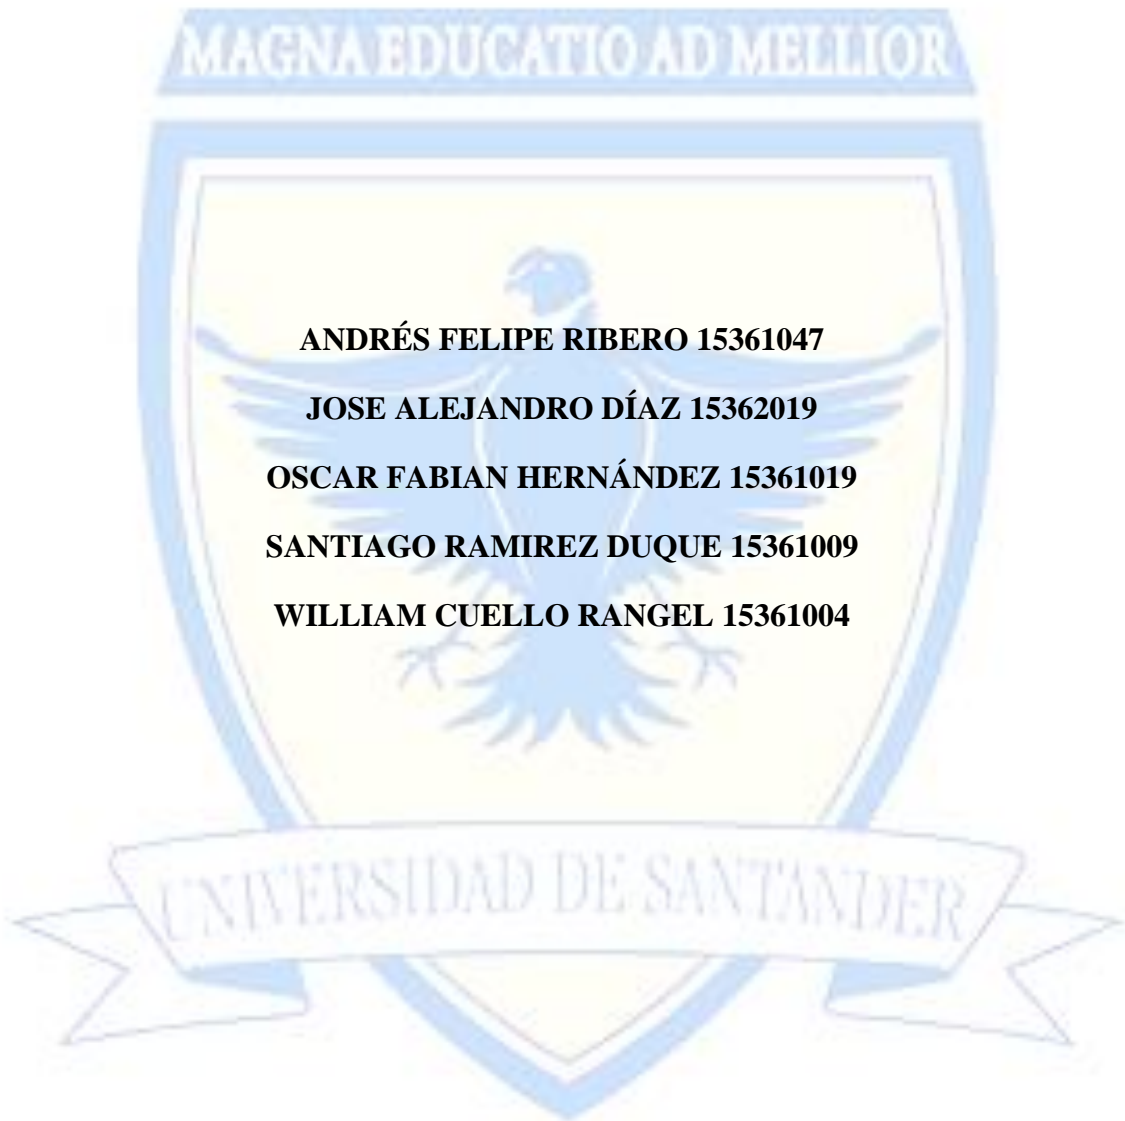 MAGNA EDUCATIO AD MELLIOR
ANDRÉS FELIPE RIBERO 15361047
JOSE ALEJANDRO DÍAZ 15362019
OSCAR FABIAN HERNÁNDEZ 15361019
SANTIAGO RAMIREZ DUQUE 15361009
WILLIAM CUELLO RANGEL 15361004
UNIVERSIDAD DE SANTANDER